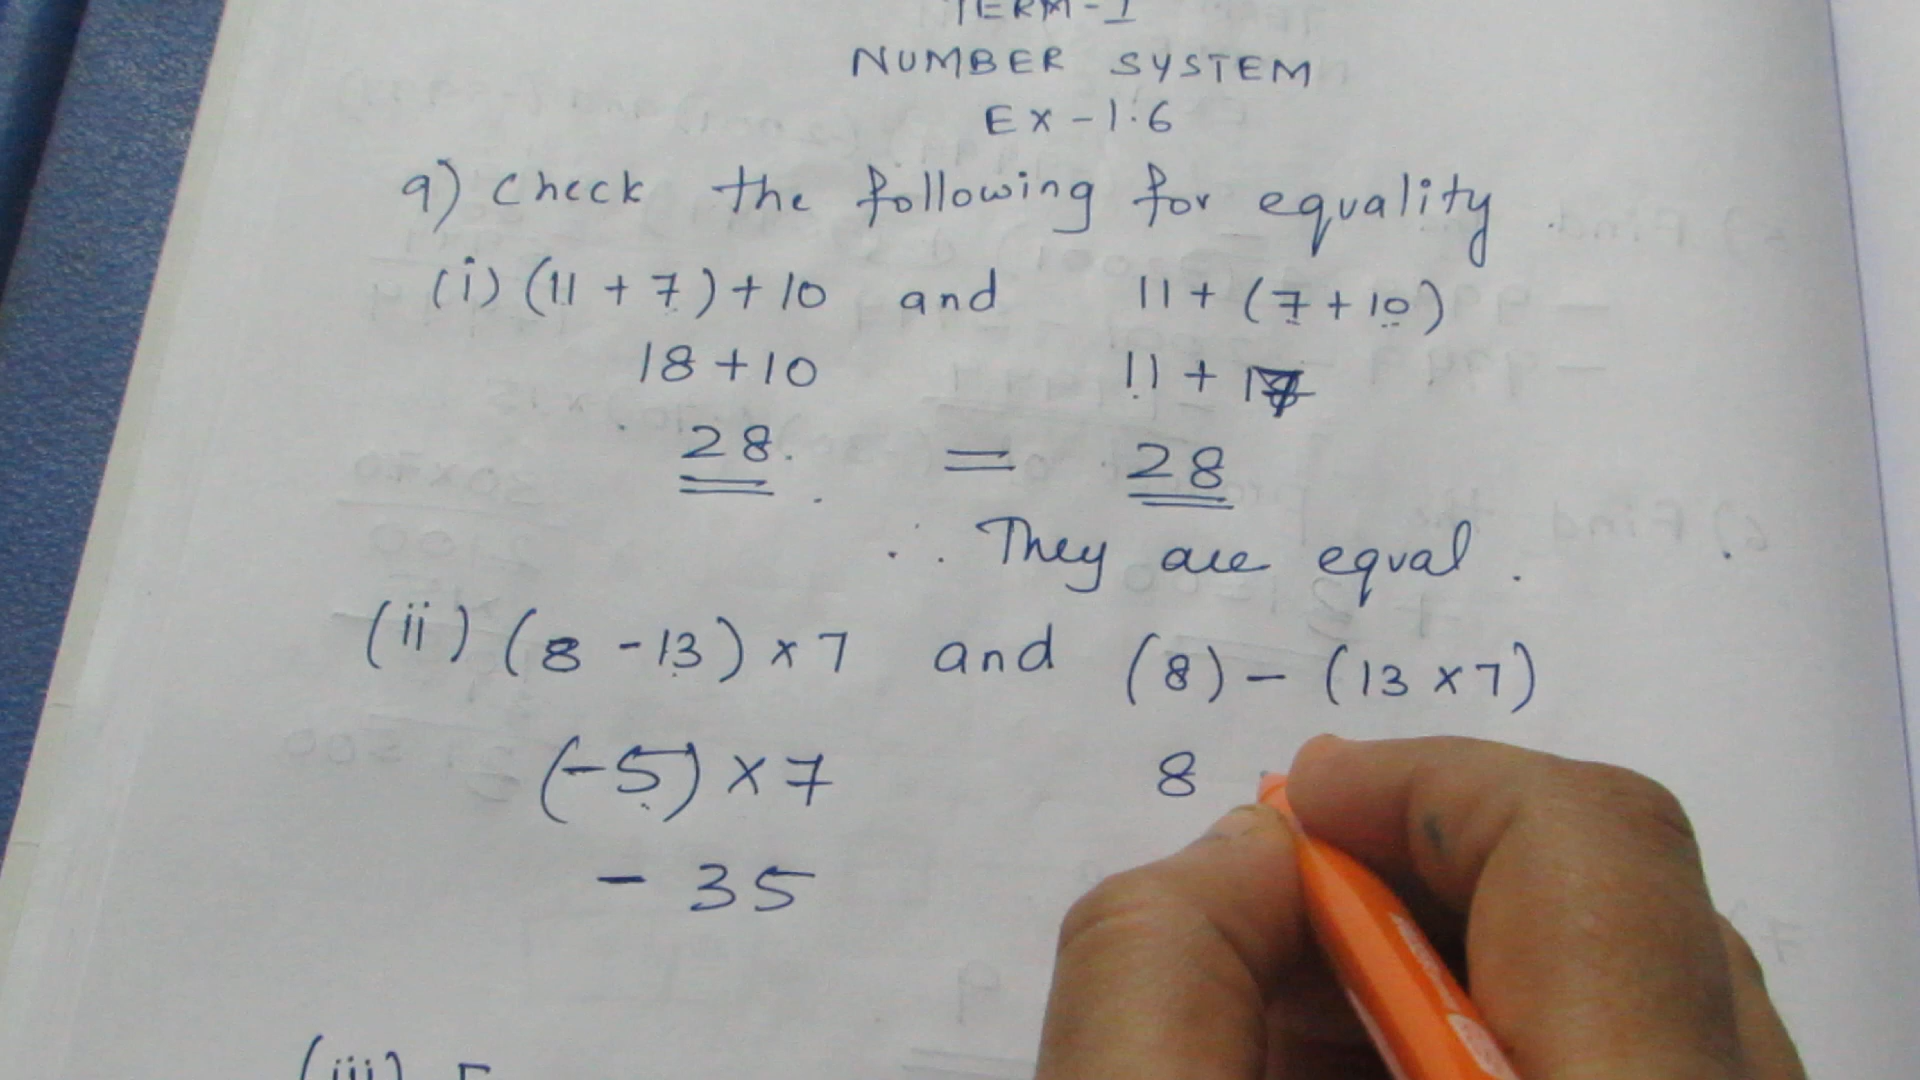 TERM-I
NUMBER SYSTEM
EX-1.6
9) Check the following for equality
(i) (11 + 7) + 10 and 11 + (7 + 10)
18 + 10 11 + 17
28. = 28
∴ They are equal.
(ii) (8 - 13) × 7 and (8) - (13 × 7)
(-5) × 7 8
- 35
(iii)